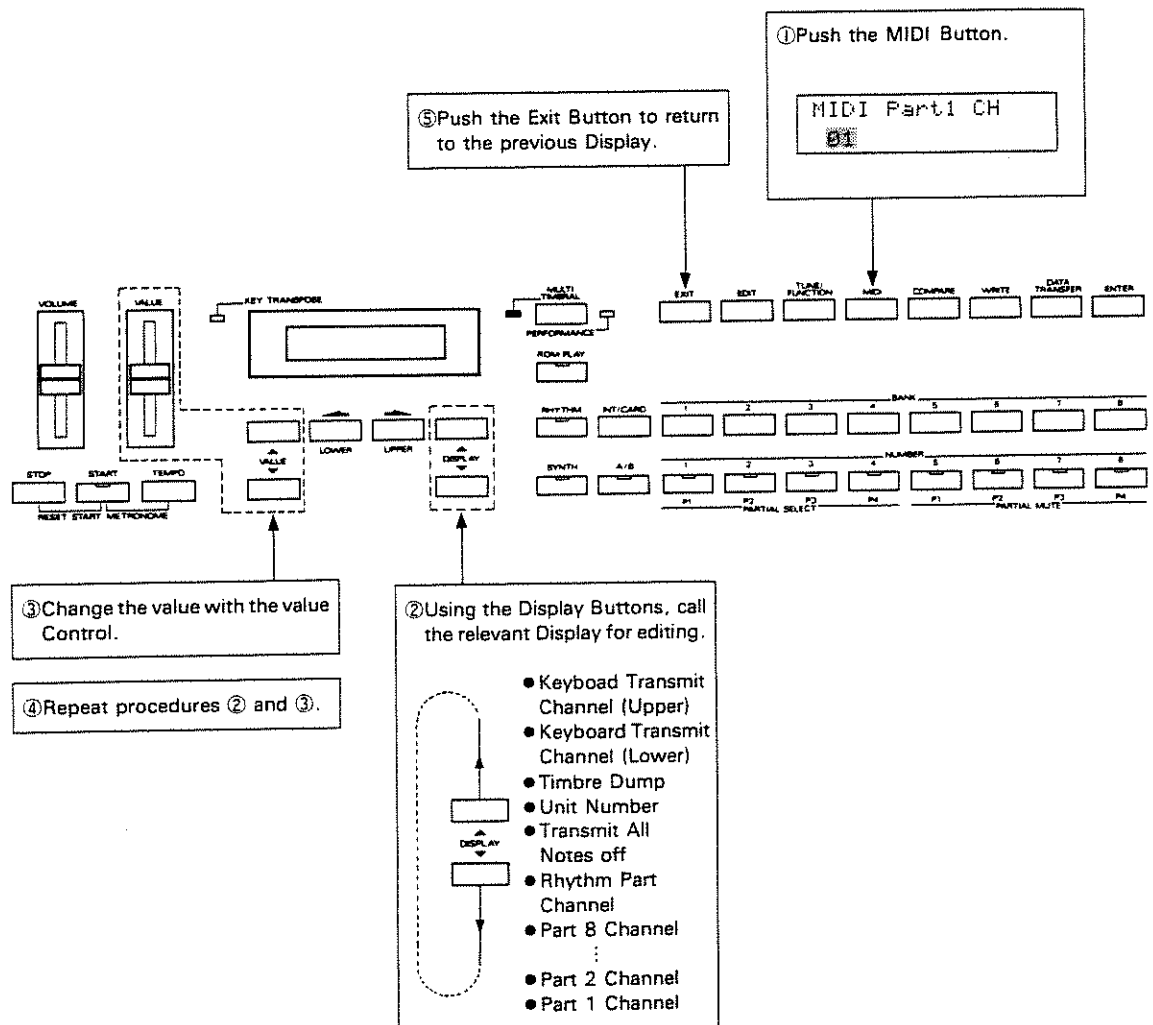 ①Push the MIDI Button.
MIDI Part1 CH
01
⑤Push the Exit Button to return
to the previous Display.
VOLUME
VALUE
KEY TRANSPOSE
MULTI
TIMBRAL
PERFORMANCE
EXIT
EDIT
TUNE/
FUNCTION
MIDI
COMPARE
WRITE
DATA
TRANSFER
ENTER
ROM PLAY
BANK
RHYTHM
INT/CARD
1 2 3 4 5 6 7 8
VALUE
LOWER
UPPER
DISPLAY
NUMBER
SYNTH
A/B
1 2 3 4 5 6 7 8
STOP
START
TEMPO
RESET START
METRONOME
P1 P2 P3 P4 P1 P2 P3 P4
PARTIAL SELECT
PARTIAL MUTE
③Change the value with the value
Control.
④Repeat procedures ② and ③.
②Using the Display Buttons, call
the relevant Display for editing.
● Keyboad Transmit
Channel (Upper)
● Keyboard Transmit
Channel (Lower)
● Timbre Dump
● Unit Number
● Transmit All
Notes off
● Rhythm Part
Channel
● Part 8 Channel
⋮
● Part 2 Channel
● Part 1 Channel
DISPLAY